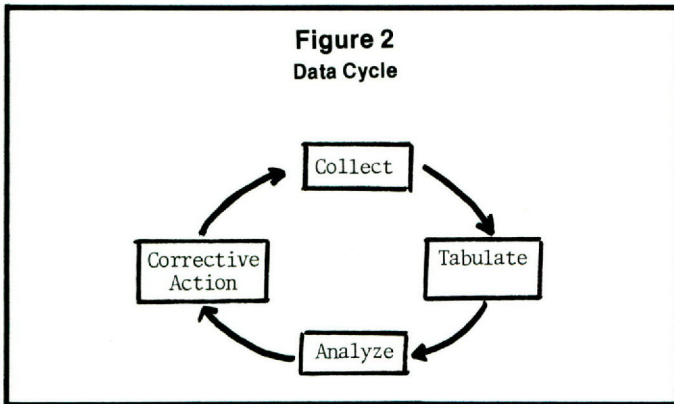 Figure 2
Data Cycle
Collect
Tabulate
Analyze
Corrective
Action